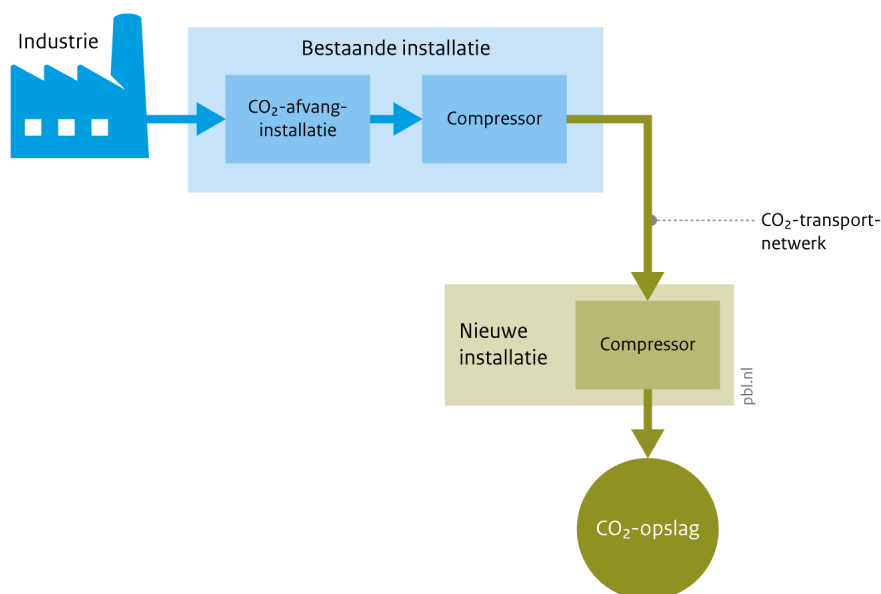 Industrie
Bestaande installatie
CO₂-afvang-
installatie
Compressor
CO₂-transport-
netwerk
Nieuwe
installatie
Compressor
pbl.nl
CO₂-opslag